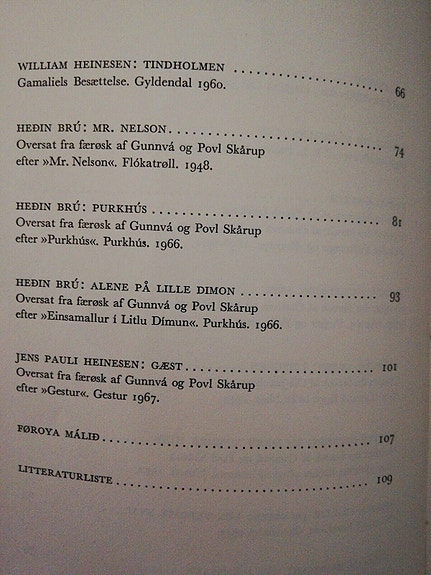 WILLIAM HEINESEN: TINDHOLMEN .................... 66
Gamaliels Besættelse. Gyldendal 1960.
HEÐIN BRÚ: MR. NELSON .............................. 74
Oversat fra færøsk af Gunnvá og Povl Skårup
efter »Mr. Nelson«. Flókatrøll. 1948.
HEÐIN BRÚ: PURKHÚS ................................ 81
Oversat fra færøsk af Gunnvá og Povl Skårup
efter »Purkhús«. Purkhús. 1966.
HEÐIN BRÚ: ALENE PÅ LILLE DIMON .................. 93
Oversat fra færøsk af Gunnvá og Povl Skårup
efter »Einsamallur í Litlu Dímun«. Purkhús. 1966.
JENS PAULI HEINESEN: GÆST .......................... 101
Oversat fra færøsk af Gunnvá og Povl Skårup
efter »Gestur«. Gestur 1967.
FØROYA MÁLIÐ ....................................... 107
LITTERATURLISTE .................................... 109